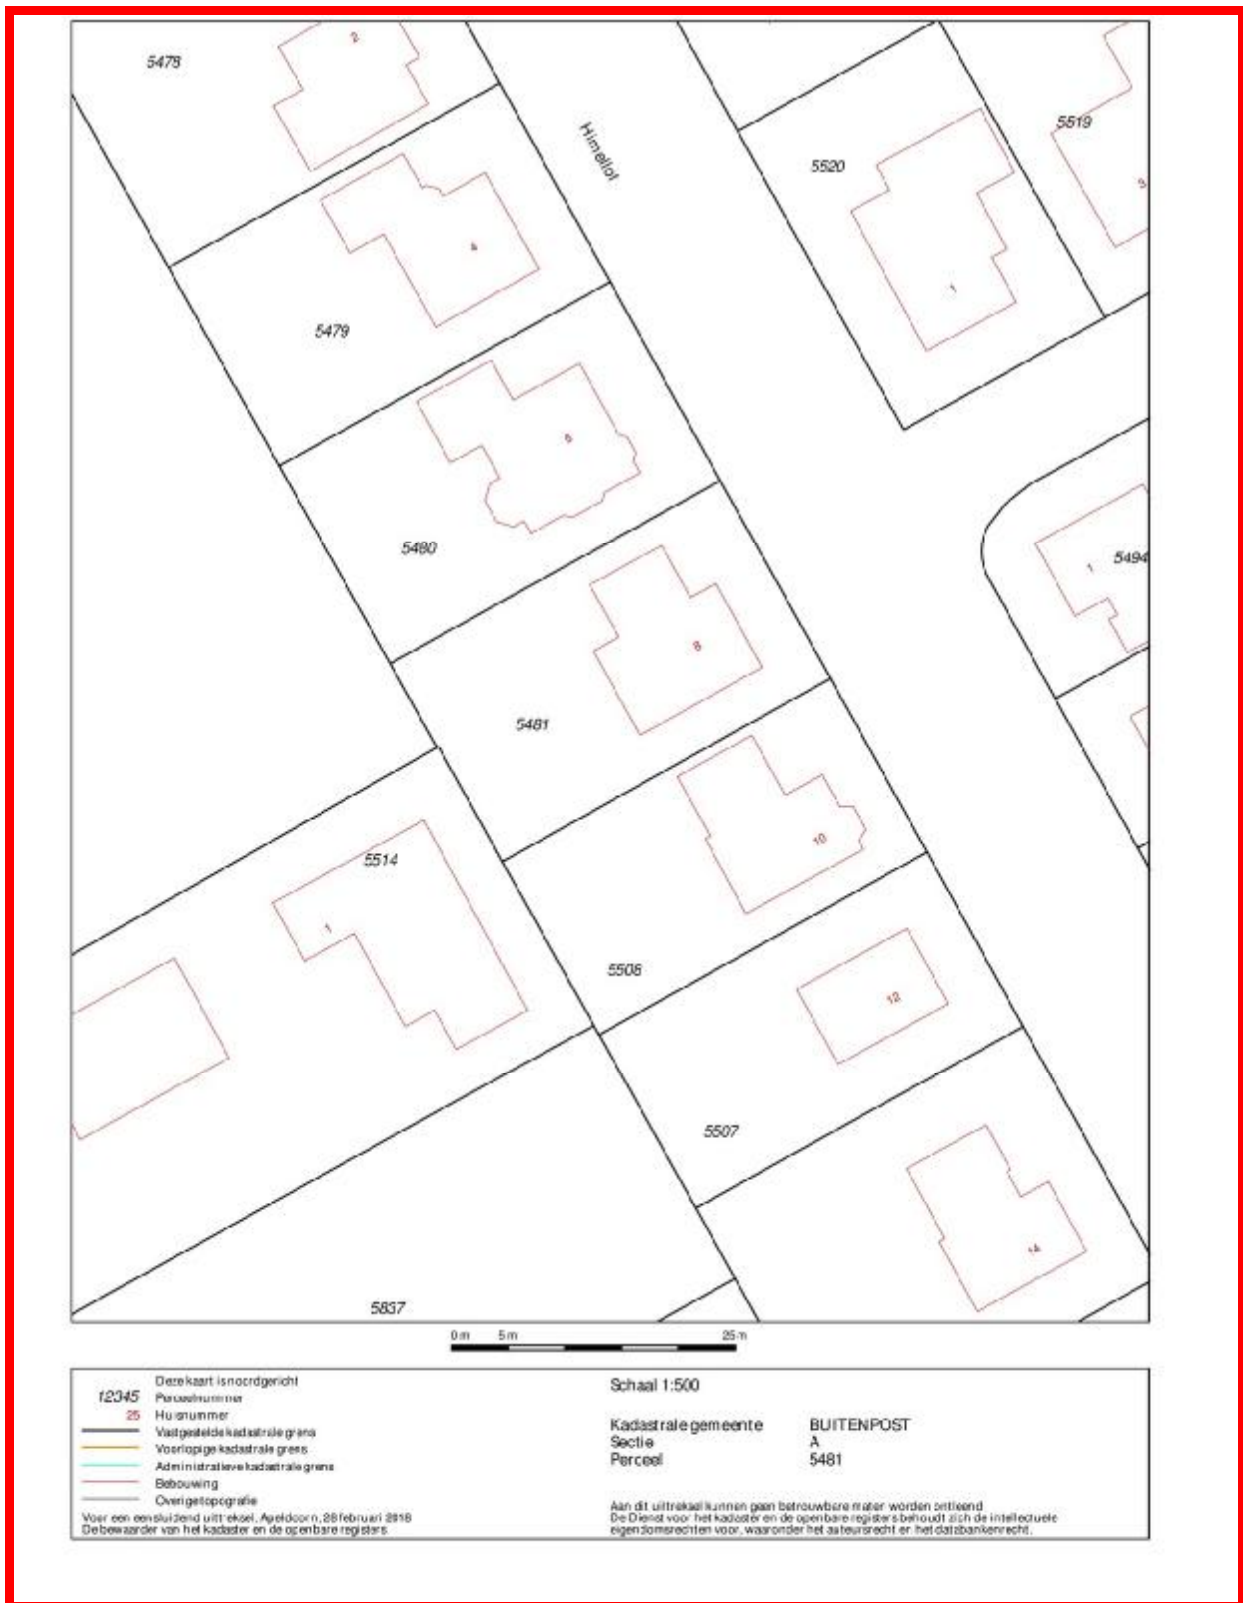 2
5478
5519
Himellot
5520
3
4
1
5479
6
5480
1
5494
8
5481
10
5514
1
5508
12
5507
14
5837
0 m 5 m 25 m
Deze kaart is noordgericht
12345 Perceelnummer
25 Huisnummer
Vastgestelde kadastrale grens
Voorlopige kadastrale grens
Administratieve kadastrale grens
Bebouwing
Overige topografie
Voor een eensluidend uittreksel, Apeldoorn, 28 februari 2018
De bewaarder van het kadaster en de openbare registers
Schaal 1:500
Kadastrale gemeente BUITENPOST
Sectie A
Perceel 5481
Aan dit uittreksel kunnen geen betrouwbare maten worden ontleend
De Dienst voor het kadaster en de openbare registers behoudt zich de intellectuele
eigendomsrechten voor, waaronder het auteursrecht en het databankenrecht.